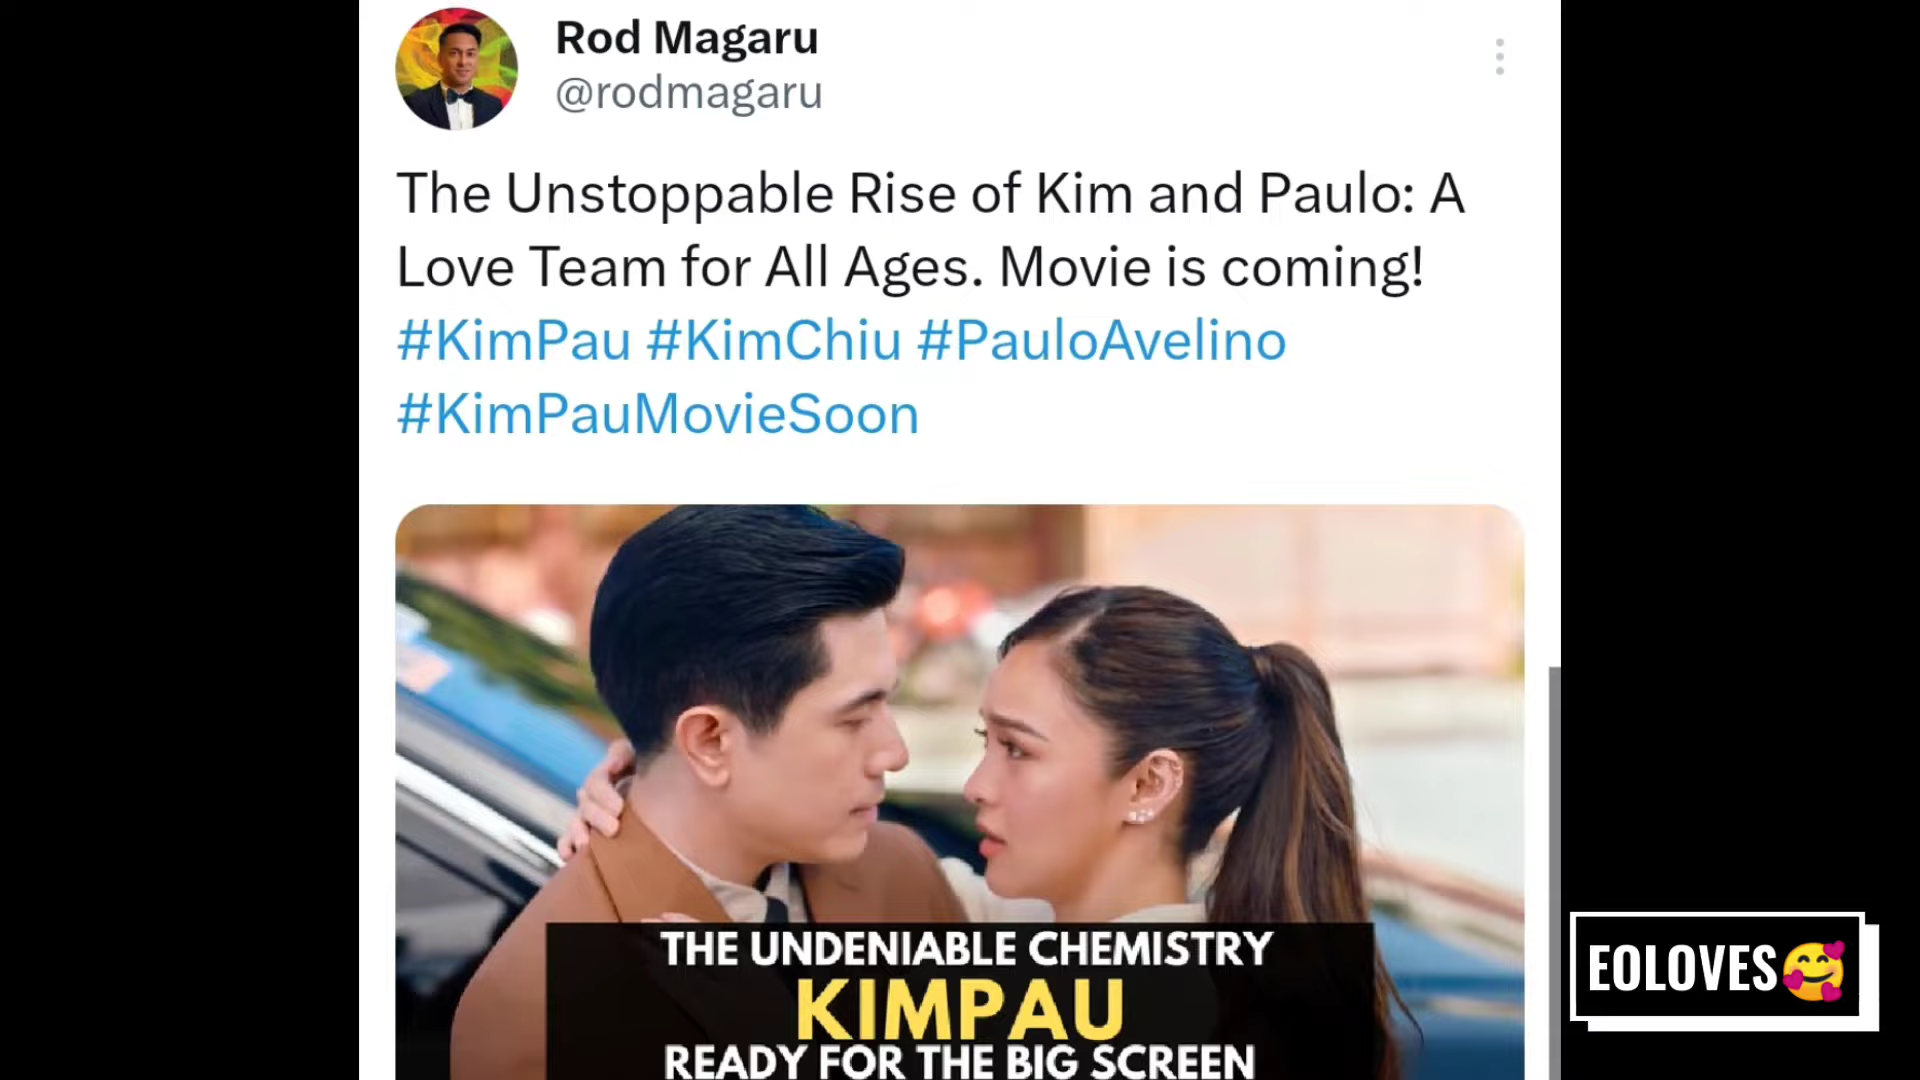 Rod Magaru
@rodmagaru
The Unstoppable Rise of Kim and Paulo: A
Love Team for All Ages. Movie is coming!
#KimPau #KimChiu #PauloAvelino
#KimPauMovieSoon
THE UNDENIABLE CHEMISTRY
KIMPAU
READY FOR THE BIG SCREEN
EOLOVES🥰